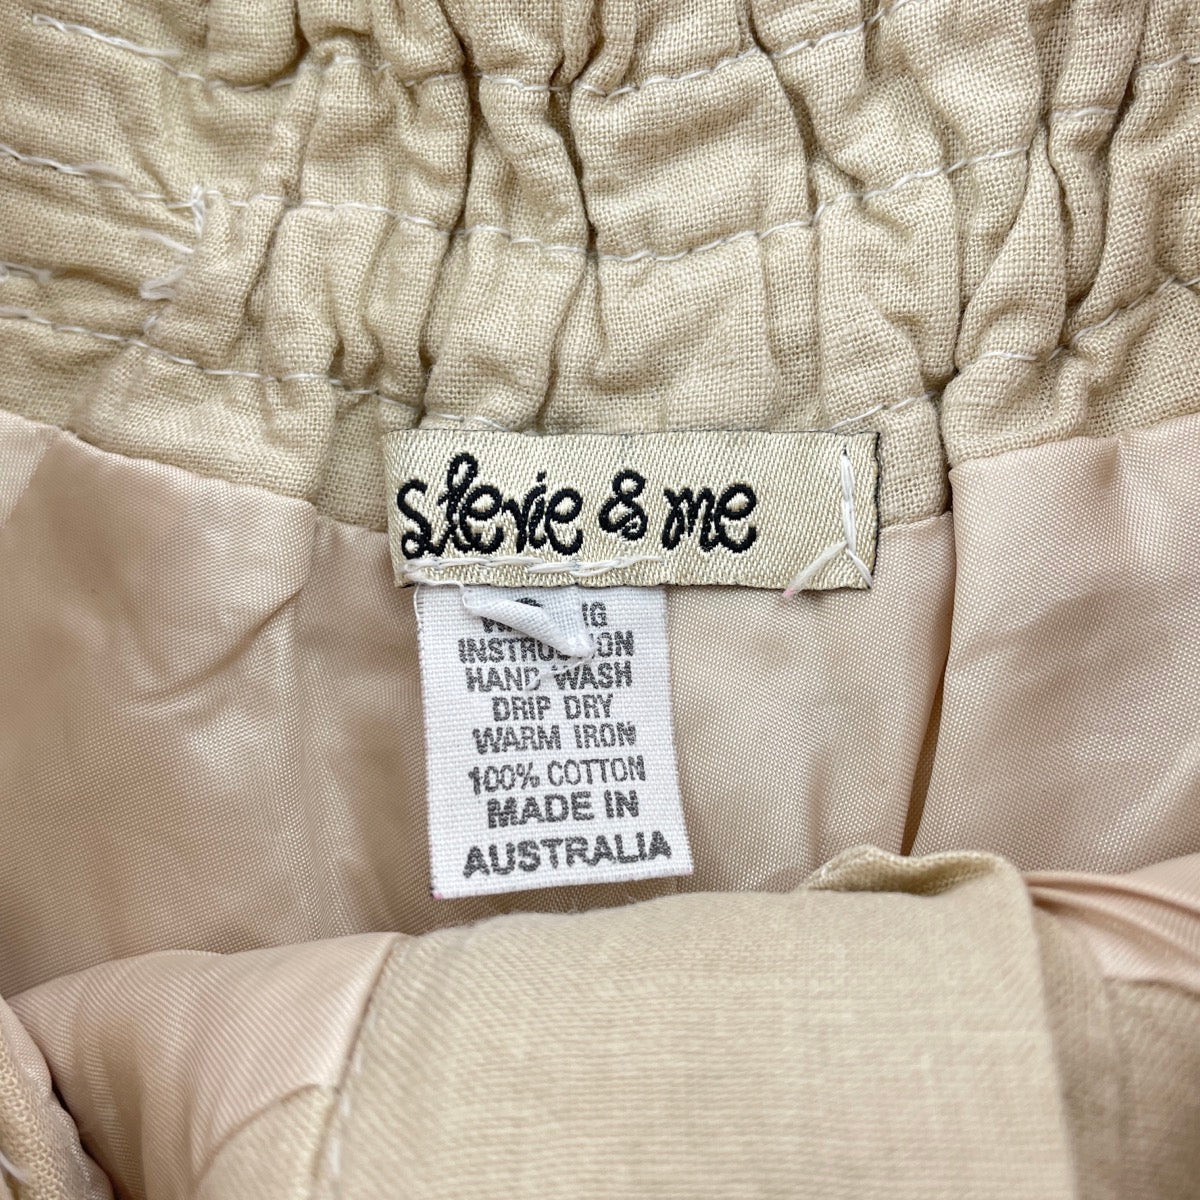 stevie & me
INSTRUCTION
HAND WASH
DRIP DRY
WARM IRON
100% COTTON
MADE IN
AUSTRALIA